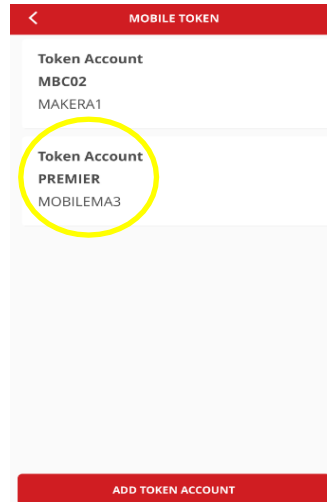 MOBILE TOKEN
Token Account
MBC02
MAKERA1
Token Account
PREMIER
MOBILEMA3
ADD TOKEN ACCOUNT